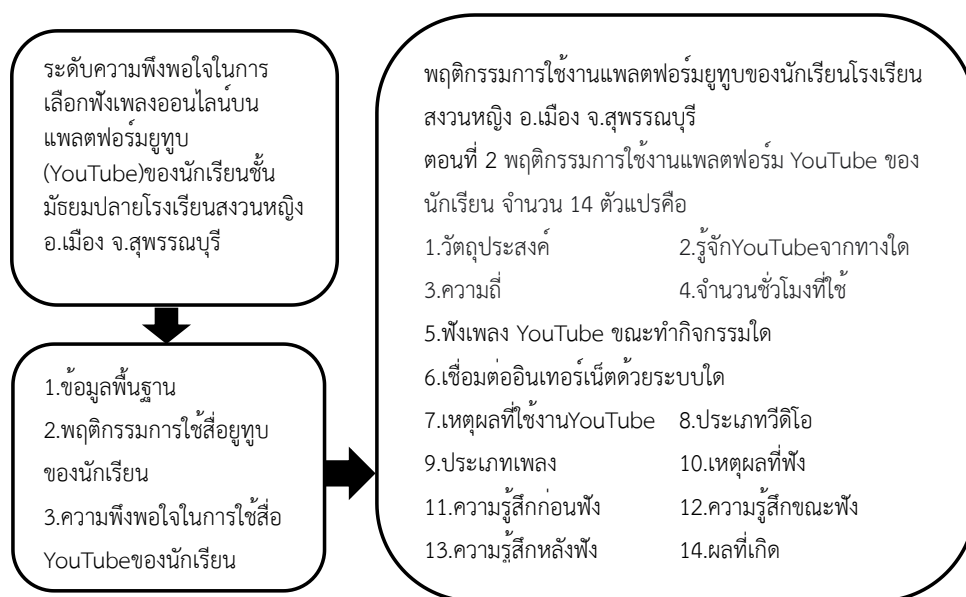 ระดับความพึงพอใจในการ
เลือกฟังเพลงออนไลน์บน
แพลตฟอร์มยูทูบ
(YouTube)ของนักเรียนชั้น
มัธยมปลายโรงเรียนสงวนหญิง
อ.เมือง จ.สุพรรณบุรี
1.ข้อมูลพื้นฐาน
2.พฤติกรรมการใช้สื่อยูทูบ
ของนักเรียน
3.ความพึงพอใจในการใช้สื่อ
YouTubeของนักเรียน
พฤติกรรมการใช้งานแพลตฟอร์มยูทูบของนักเรียนโรงเรียน
สงวนหญิง อ.เมือง จ.สุพรรณบุรี
ตอนที่ 2 พฤติกรรมการใช้งานแพลตฟอร์ม YouTube ของ
นักเรียน จำนวน 14 ตัวแปรคือ
1.วัตถุประสงค์ 2.รู้จักYouTubeจากทางใด
3.ความถี่ 4.จำนวนชั่วโมงที่ใช้
5.ฟังเพลง YouTube ขณะทำกิจกรรมใด
6.เชื่อมต่ออินเทอร์เน็ตด้วยระบบใด
7.เหตุผลที่ใช้งานYouTube 8.ประเภทวีดิโอ
9.ประเภทเพลง 10.เหตุผลที่ฟัง
11.ความรู้สึกก่อนฟัง 12.ความรู้สึกขณะฟัง
13.ความรู้สึกหลังฟัง 14.ผลที่เกิด